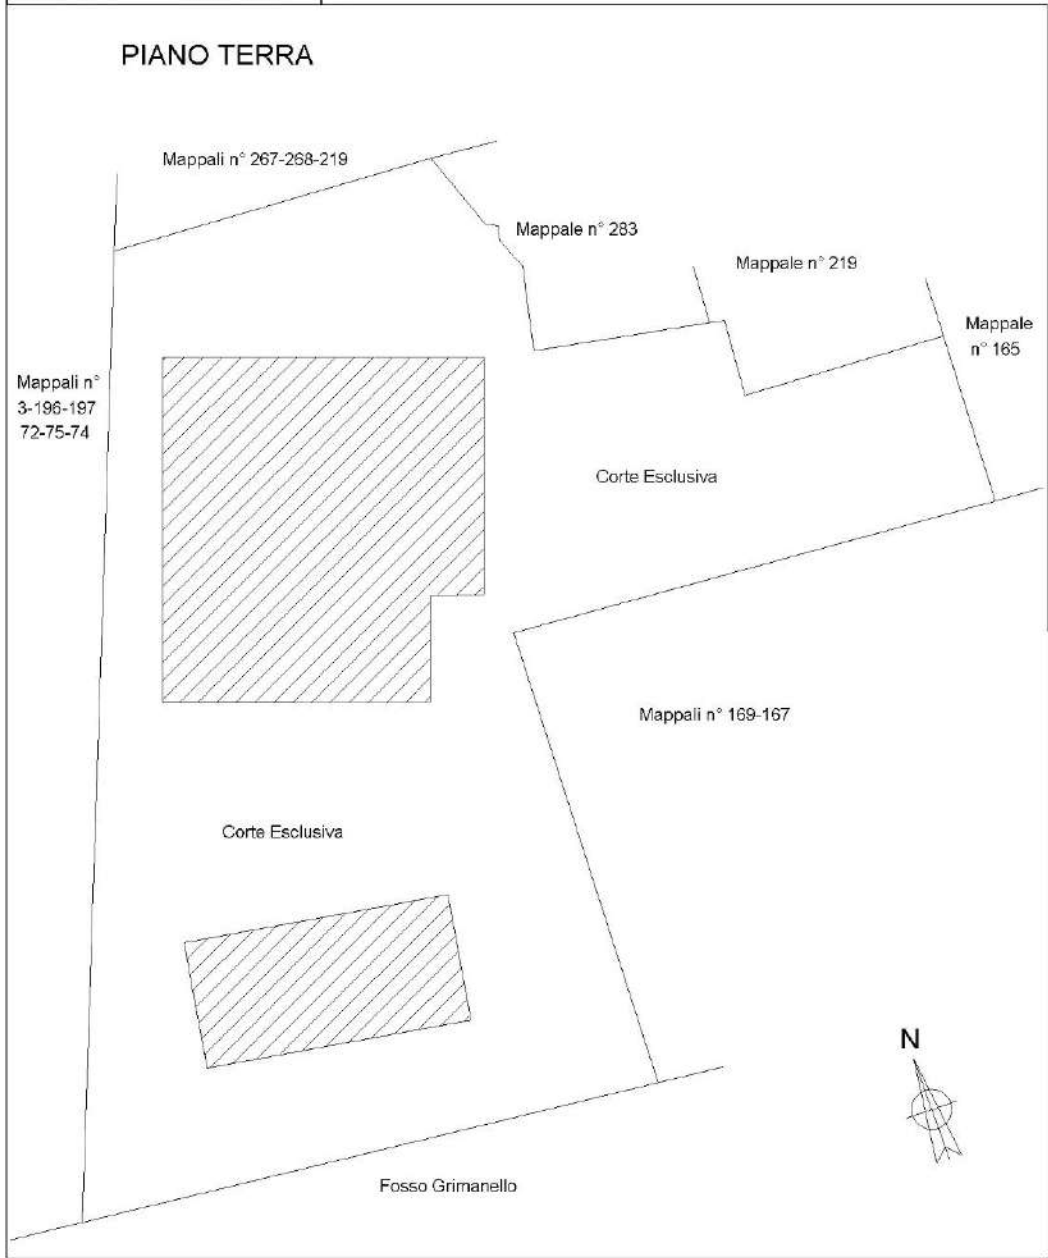 PIANO TERRA
Mappali n° 267-268-219
Mappale n° 283
Mappale n° 219
Mappale
n° 165
Mappali n°
3-196-197
72-75-74
Corte Esclusiva
Mappali n° 169-167
Corte Esclusiva
N
Fosso Grimanello